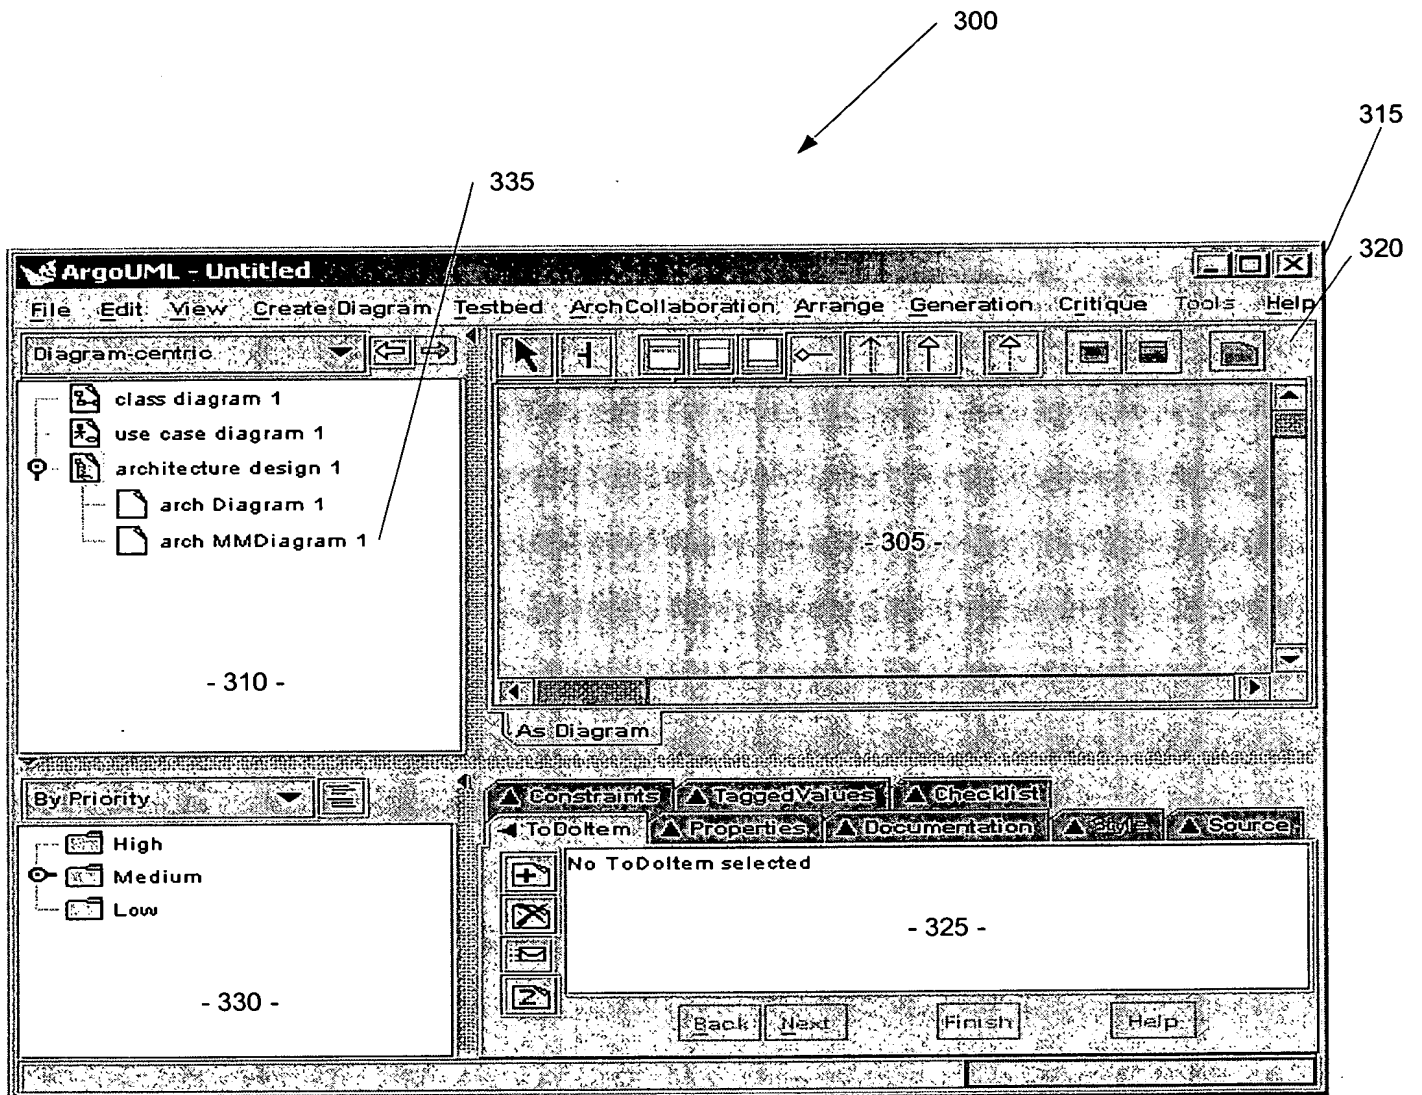 300
315
335
320
ArgoUML - Untitled
File Edit View Create Diagram Testbed ArchCollaboration Arrange Generation Critique Tools Help
Diagram-centric
class diagram 1
use case diagram 1
architecture design 1
arch Diagram 1
arch MMDiagram 1
- 305 -
- 310 -
As Diagram
By Priority
High
Medium
Low
- 330 -
Constraints TaggedValues Checklist
ToDoItem Properties Documentation Style Source
No ToDoItem selected
- 325 -
Back Next Finish Help